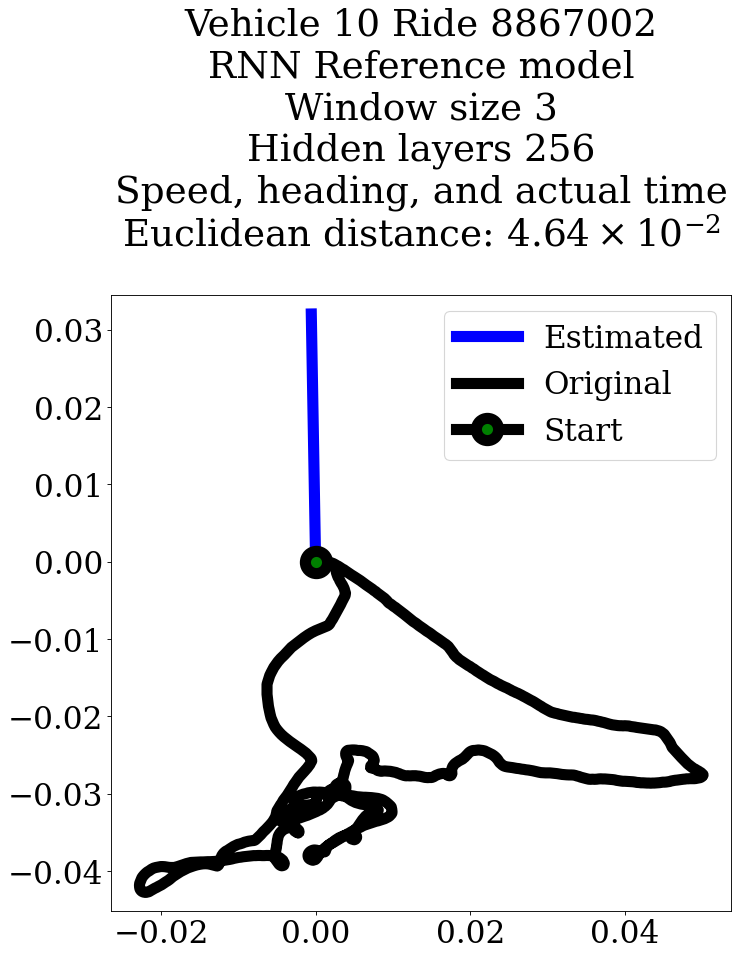 Vehicle 10 Ride 8867002
RNN Reference model
Window size 3
Hidden layers 256
Speed, heading, and actual time
Euclidean distance: 4.64 × 10⁻²
Estimated
Original
Start
0.03
0.02
0.01
0.00
−0.01
−0.02
−0.03
−0.04
−0.02
0.00
0.02
0.04